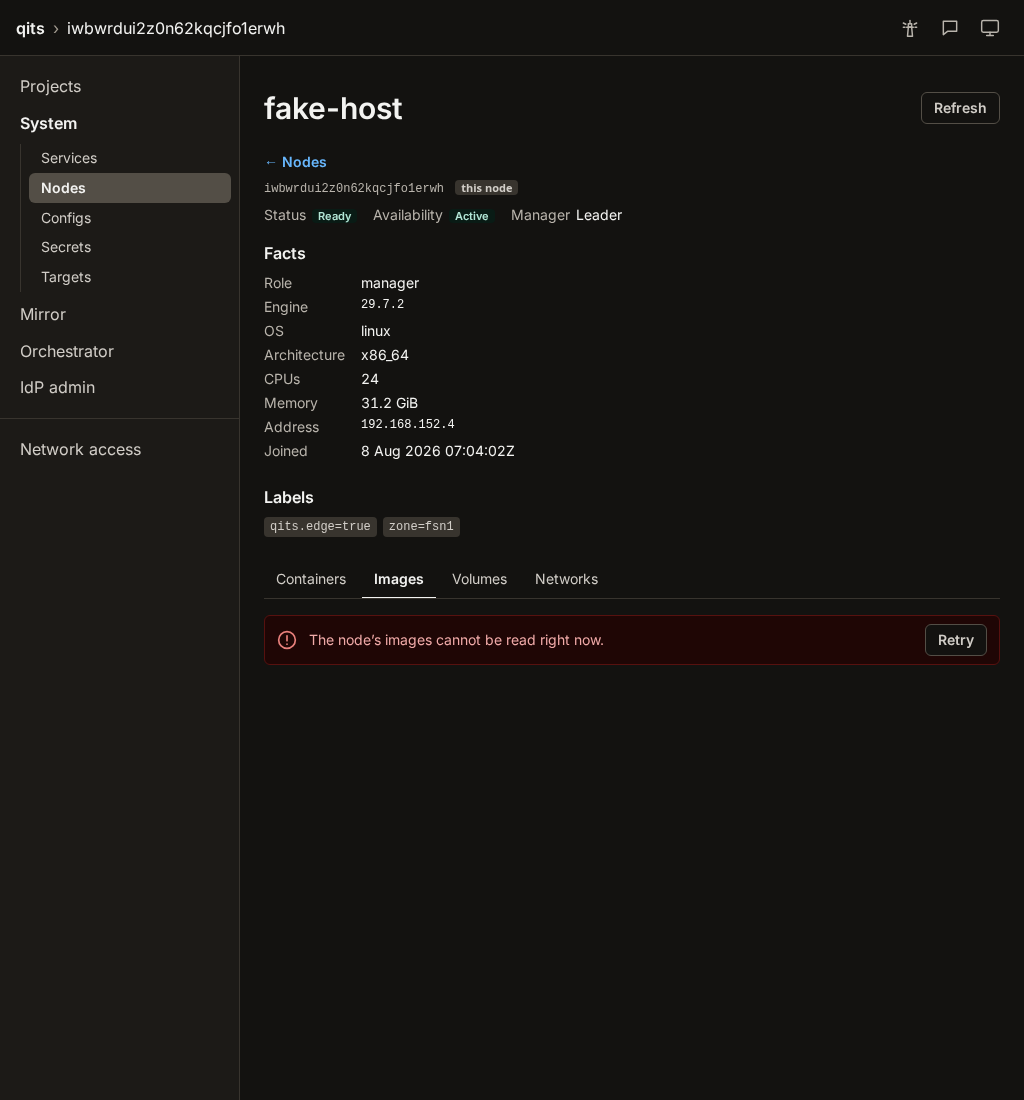 qits › iwbwrdui2z0n62kqcjfo1erwh
Projects
System
Services
Nodes
Configs
Secrets
Targets
Mirror
Orchestrator
IdP admin
Network access
fake-host
Refresh
← Nodes
iwbwrdui2z0n62kqcjfo1erwh this node
Status Ready Availability Active Manager Leader
Facts
Role manager
Engine 29.7.2
OS linux
Architecture x86_64
CPUs 24
Memory 31.2 GiB
Address 192.168.152.4
Joined 8 Aug 2026 07:04:02Z
Labels
qits.edge=true zone=fsn1
Containers Images Volumes Networks
The node’s images cannot be read right now. Retry